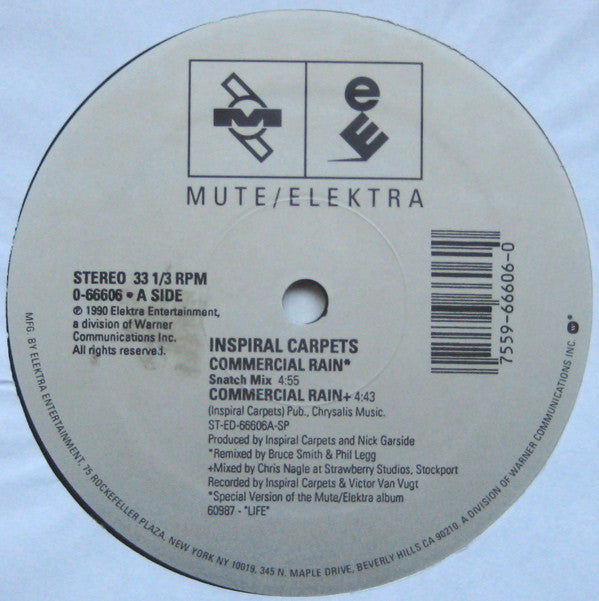 MUTE/ELEKTRA
STEREO 33 1/3 RPM
0-66606 • A SIDE
℗ 1990 Elektra Entertainment,
a division of Warner
Communications Inc.
All rights reserved.
7559-66606-0
INSPIRAL CARPETS
COMMERCIAL RAIN*
Snatch Mix 4:55
COMMERCIAL RAIN+ 4:43
(Inspiral Carpets) Pub., Chrysalis Music.
ST-ED-66606A-SP
Produced by Inspiral Carpets and Nick Garside
*Remixed by Bruce Smith & Phil Legg
+Mixed by Chris Nagle at Strawberry Studios, Stockport
Recorded by Inspiral Carpets & Victor Van Vugt
*Special Version of the Mute/Elektra album
60987 - "LIFE"
MFG. BY ELEKTRA ENTERTAINMENT, 75 ROCKEFELLER PLAZA, NEW YORK NY 10019, 345 N. MAPLE DRIVE, BEVERLY HILLS CA 90210. A DIVISION OF WARNER COMMUNICATIONS INC.